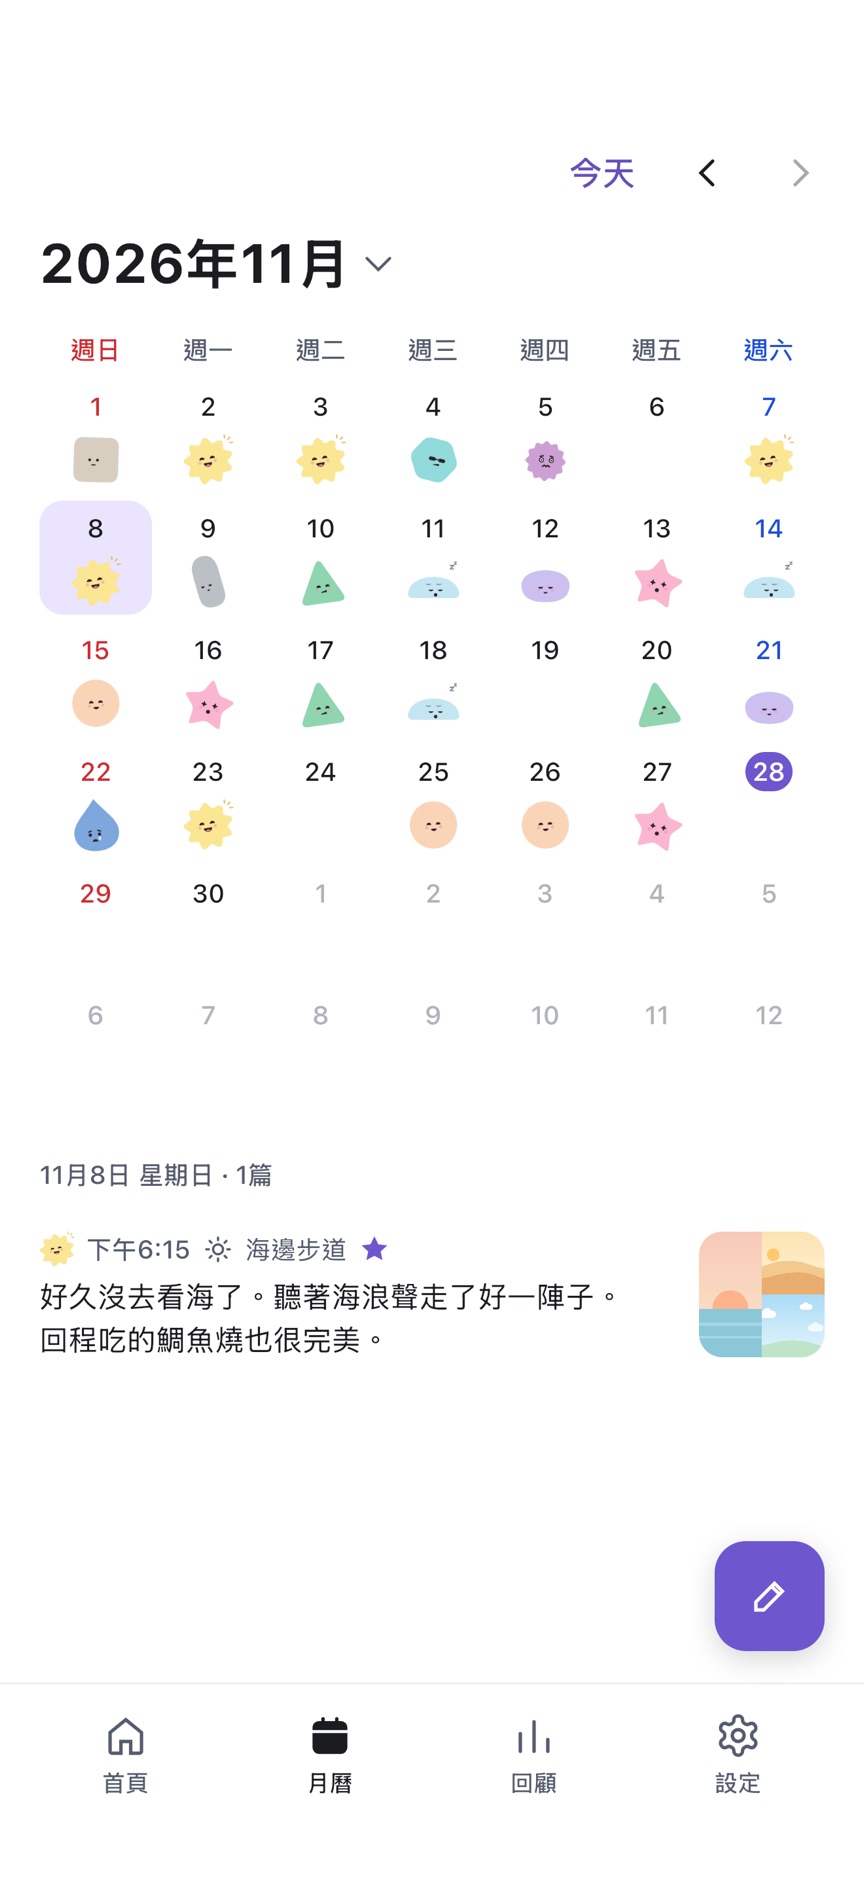 今天
2026年11月
週日 週一 週二 週三 週四 週五 週六
1 2 3 4 5 6 7
8 9 10 11 12 13 14
z z
15 16 17 18 19 20 21
z
22 23 24 25 26 27 28
29 30 1 2 3 4 5
6 7 8 9 10 11 12
11月8日 星期日 · 1篇
下午6:15 海邊步道
好久沒去看海了。聽著海浪聲走了好一陣子。
回程吃的鯛魚燒也很完美。
首頁 月曆 回顧 設定